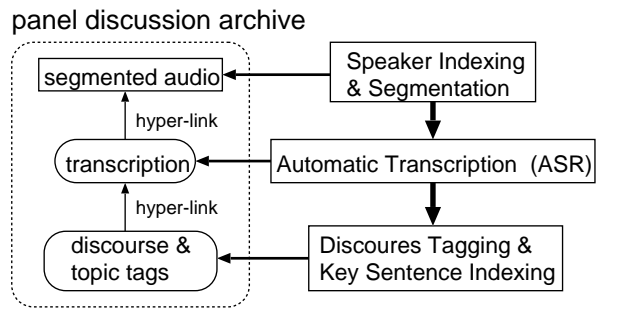 panel discussion archive
segmented audio
Speaker Indexing
& Segmentation
hyper-link
transcription
Automatic Transcription (ASR)
hyper-link
discourse &
topic tags
Discoures Tagging &
Key Sentence Indexing